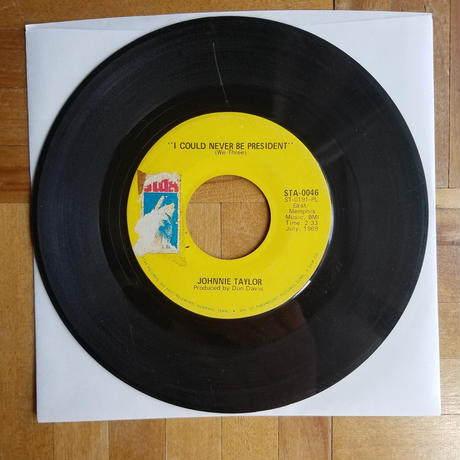 "I COULD NEVER BE PRESIDENT"
(We Three)
stax
STA-0046
ST-0191-PL
East/
Memphis
Music, BMI
Time: 2:33
July, 1969
JOHNNIE TAYLOR
Produced by Don Davis